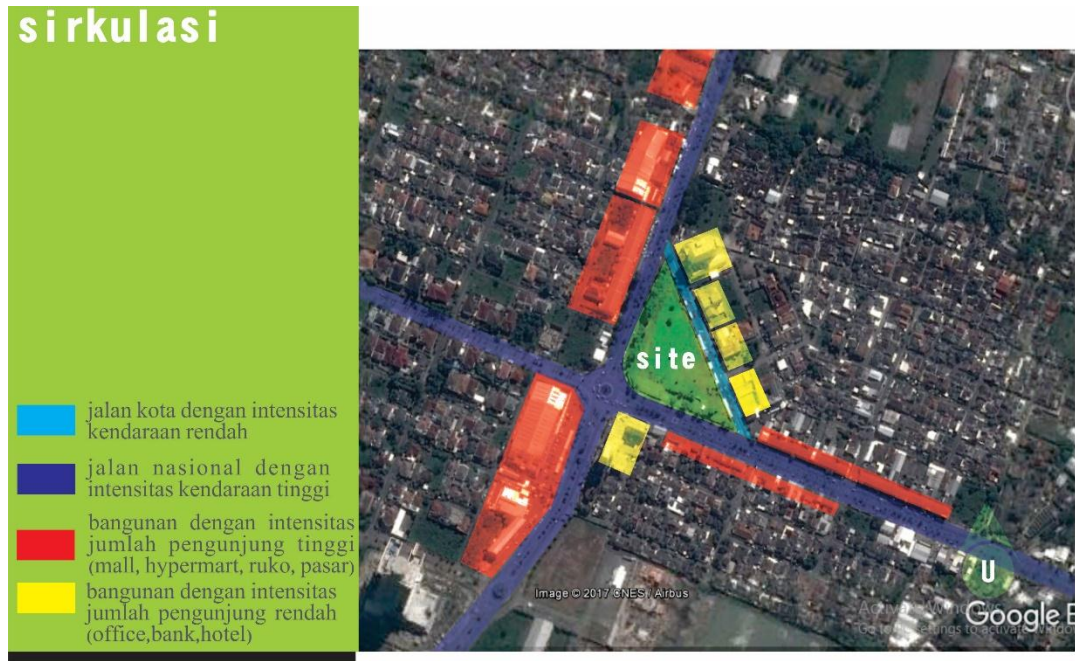 sirkulasi
jalan kota dengan intensitas
kendaraan rendah
jalan nasional dengan
intensitas kendaraan tinggi
bangunan dengan intensitas
jumlah pengunjung tinggi
(mall, hypermart, ruko, pasar)
bangunan dengan intensitas
jumlah pengunjung rendah
(office,bank,hotel)
site
U
Image © 2017 CNES / Airbus
Google E